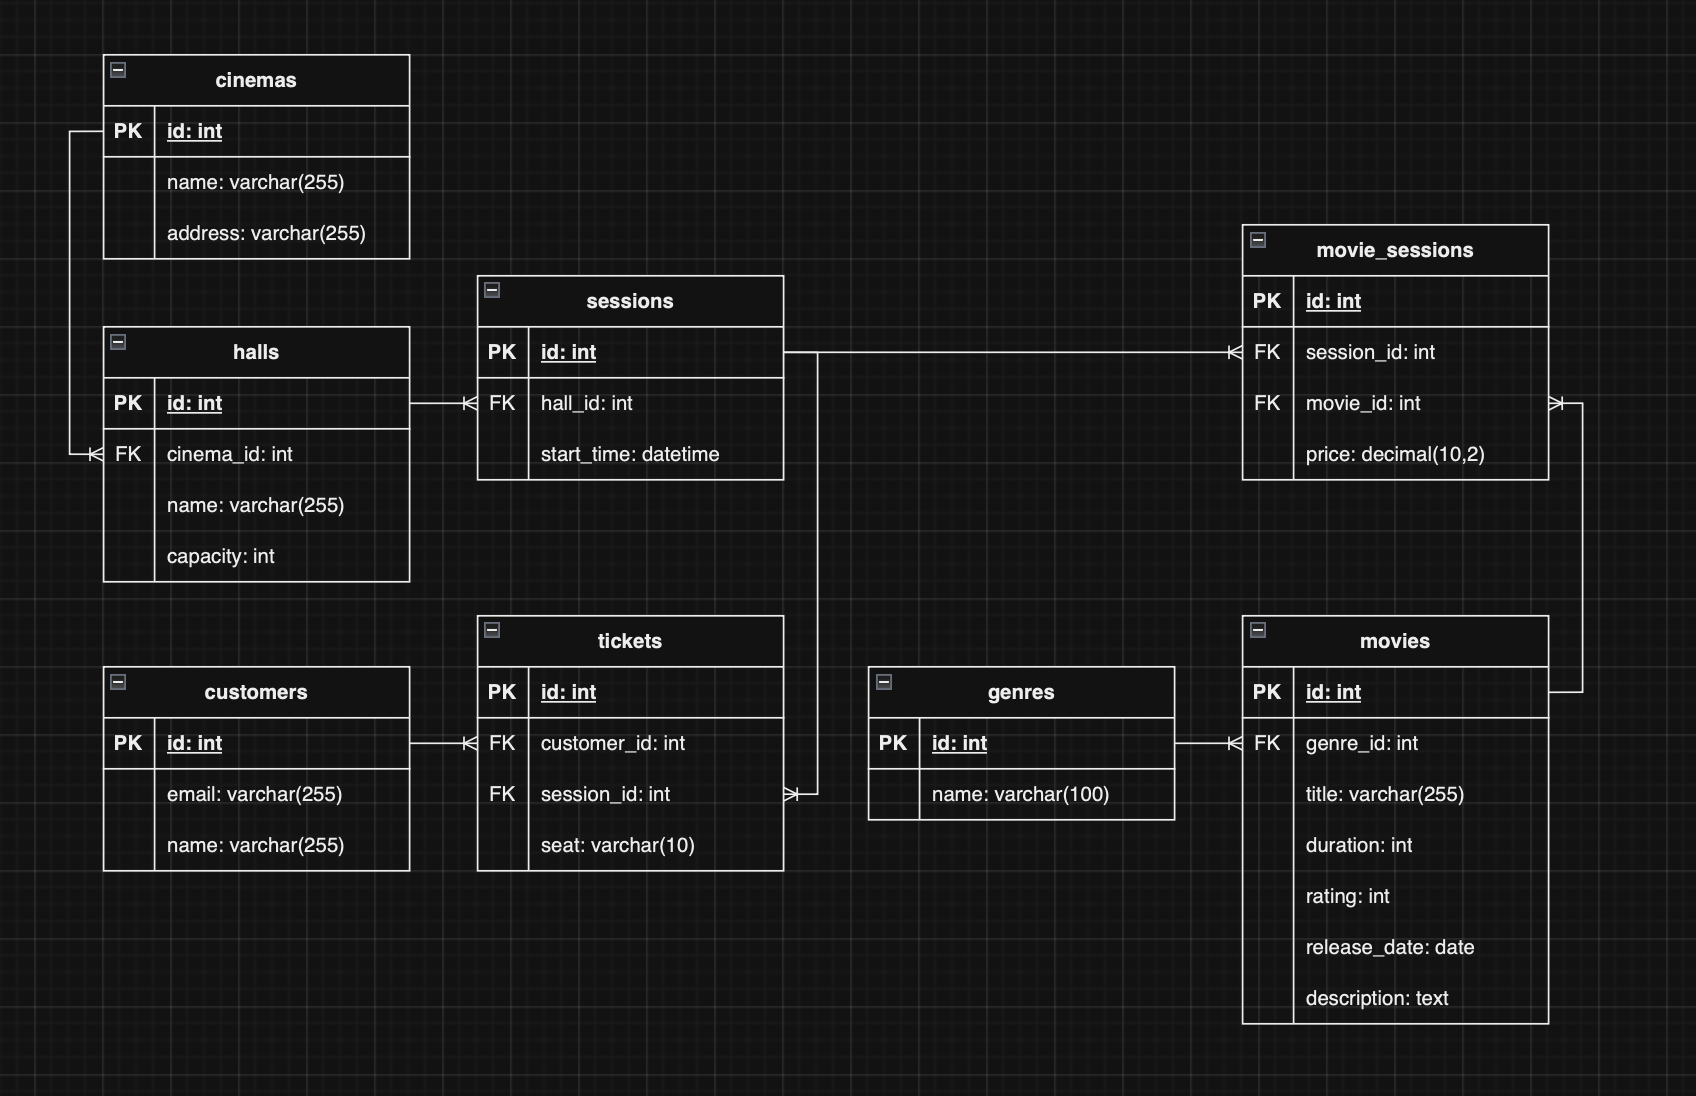 cinemas
PK id: int
name: varchar(255)
address: varchar(255)
halls
PK id: int
FK cinema_id: int
name: varchar(255)
capacity: int
sessions
PK id: int
FK hall_id: int
start_time: datetime
movie_sessions
PK id: int
FK session_id: int
FK movie_id: int
price: decimal(10,2)
customers
PK id: int
email: varchar(255)
name: varchar(255)
tickets
PK id: int
FK customer_id: int
FK session_id: int
seat: varchar(10)
genres
PK id: int
name: varchar(100)
movies
PK id: int
FK genre_id: int
title: varchar(255)
duration: int
rating: int
release_date: date
description: text